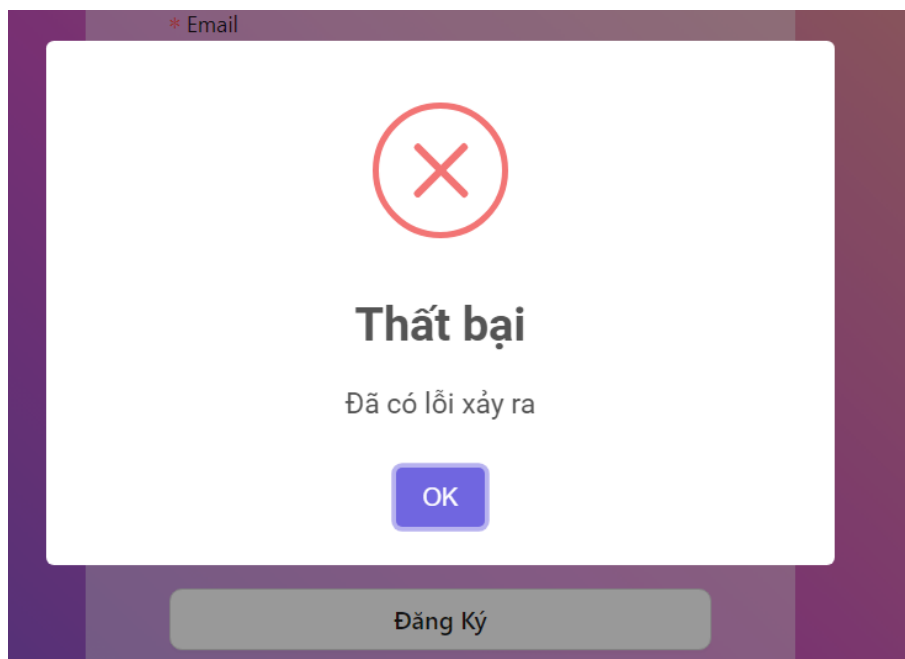 * Email
Thất bại
Đã có lỗi xảy ra
OK
Đăng Ký